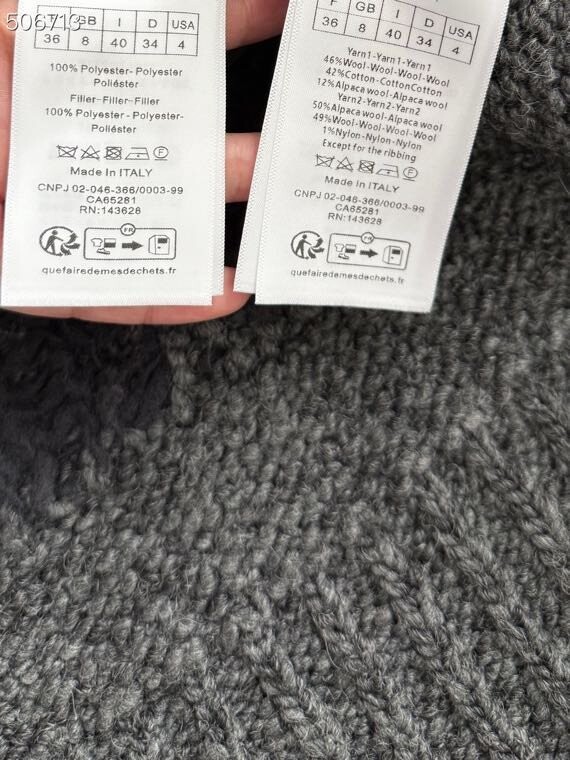 506713
F GB I D USA
36 8 40 34 4
100% Polyester- Polyester
Poliéster
Filler-Filler-Filler
100% Polyester - Polyester-
Poliéster
Made In ITALY
CNPJ 02-046-366/0003-99
CA65281
RN:143628
FR
quefairedemesdechets.fr
F GB I D USA
36 8 40 34 4
Yarn1-Yarn1-Yarn1
46%Wool-Wool-Wool-Wool
42%Cotton-CottonCotton
12%Alpaca wool-Alpaca wool
Yarn2-Yarn2-Yarn2
50%Alpaca wool-Alpaca wool
49%Wool-Wool-Wool-Wool
1%Nylon-Nylon-Nylon
Except for the ribbing
Made in ITALY
CNPJ 02-046-366/0003-99
CA65281
RN:143628
FR
quefairedemesdechets.fr